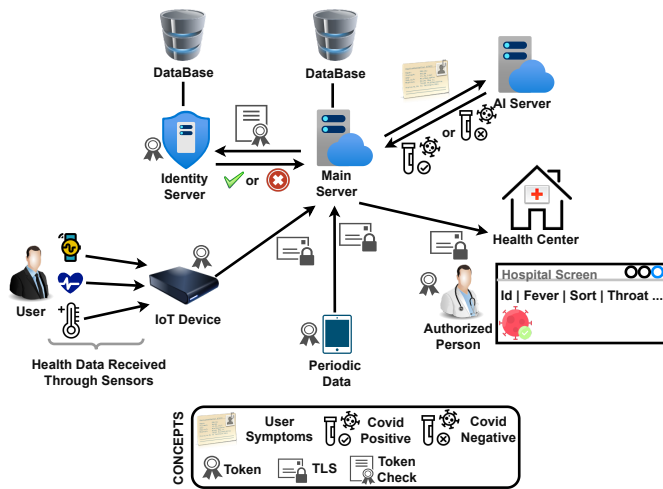 DataBase
DataBase
AI Server
or
Identity
Server
or
Main
Server
Health Center
User
IoT Device
Hospital Screen
Id | Fever | Sort | Throat ...
Authorized
Person
Health Data Received
Through Sensors
Periodic
Data
CONCEPTS
User
Symptoms
Covid
Positive
Covid
Negative
Token
TLS
Token
Check